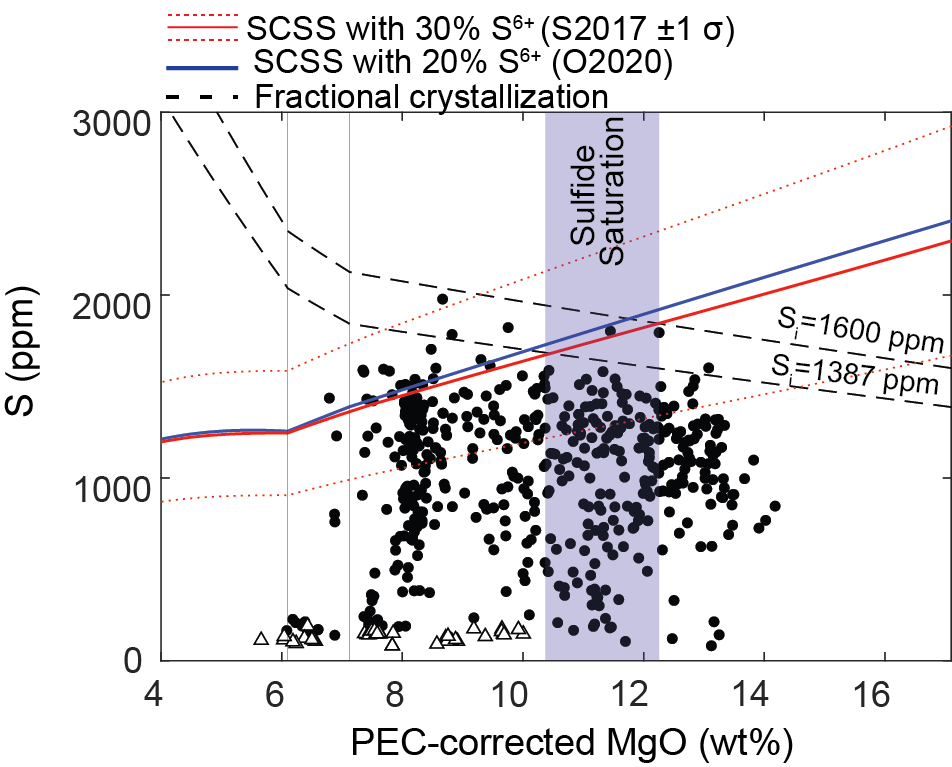 SCSS with 30% S⁶⁺ (S2017 ±1 σ)
SCSS with 20% S⁶⁺ (O2020)
Fractional crystallization
3000
2000
1000
0
S (ppm)
Sulfide
Saturation
Sᵢ=1600 ppm
Sᵢ=1387 ppm
4 6 8 10 12 14 16
PEC-corrected MgO (wt%)